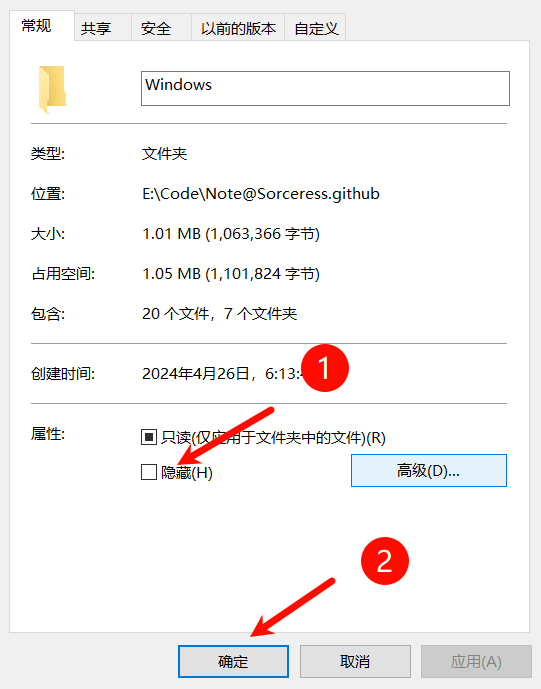 常规 共享 安全 以前的版本 自定义
Windows
类型: 文件夹
位置: E:\Code\Note@Sorceress.github
大小: 1.01 MB (1,063,366 字节)
占用空间: 1.05 MB (1,101,824 字节)
包含: 20 个文件，7 个文件夹
创建时间: 2024年4月26日，6:13:
1
属性: 只读(仅应用于文件夹中的文件)(R)
隐藏(H) 高级(D)...
2
确定 取消 应用(A)